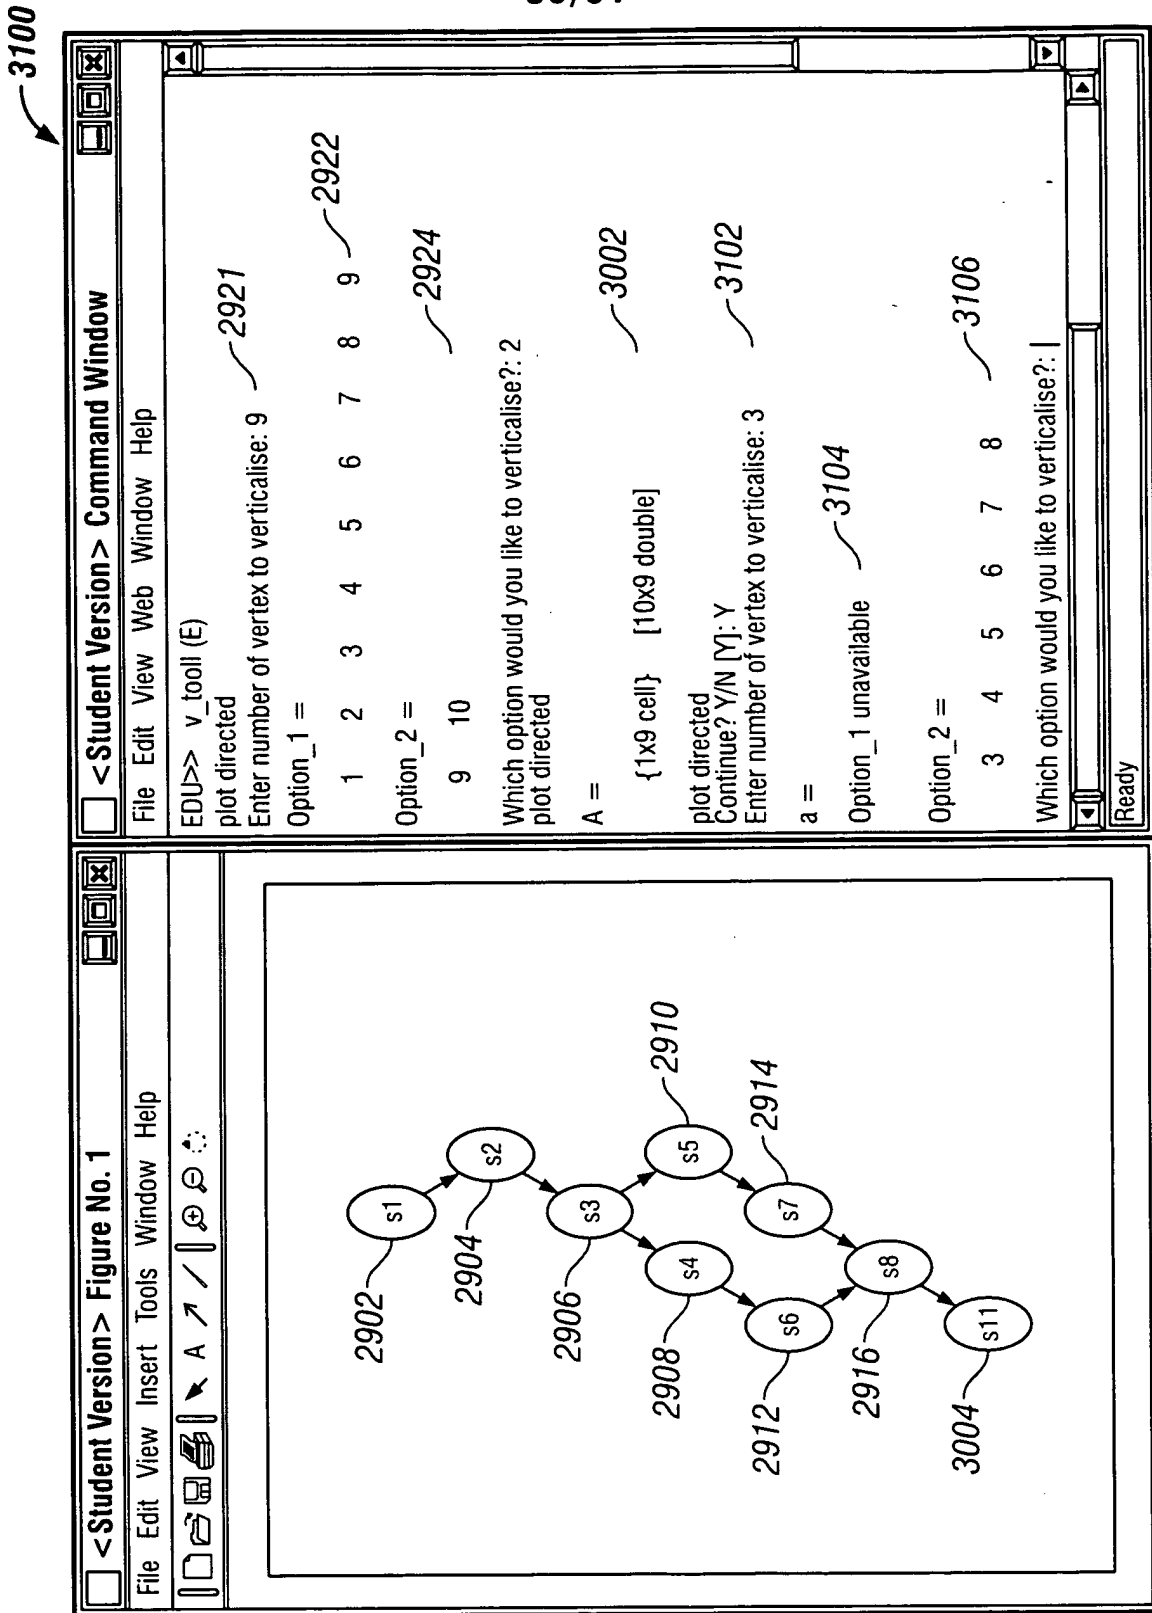 3100
<Student Version> Figure No. 1
File Edit View Insert Tools Window Help
A
2902
s1
2904
s2
2906
s3
2908
s4
s5
2910
2912
s6
s7
2914
2916
s8
3004
s11
<Student Version> Command Window
File Edit View Web Window Help
EDU>> v_tooll (E)
plot directed
Enter number of vertex to verticalise: 9
2921
Option_1 =
1 2 3 4 5 6 7 8 9
2922
Option_2 =
9 10
2924
Which option would you like to verticalise?: 2
plot directed
A =
3002
{1x9 cell} [10x9 double]
plot directed
Continue? Y/N [Y]: Y
Enter number of vertex to verticalise: 3
3102
a =
Option_1 unavailable
3104
Option_2 =
3 4 5 6 7 8
3106
Which option would you like to verticalise?: |
Ready